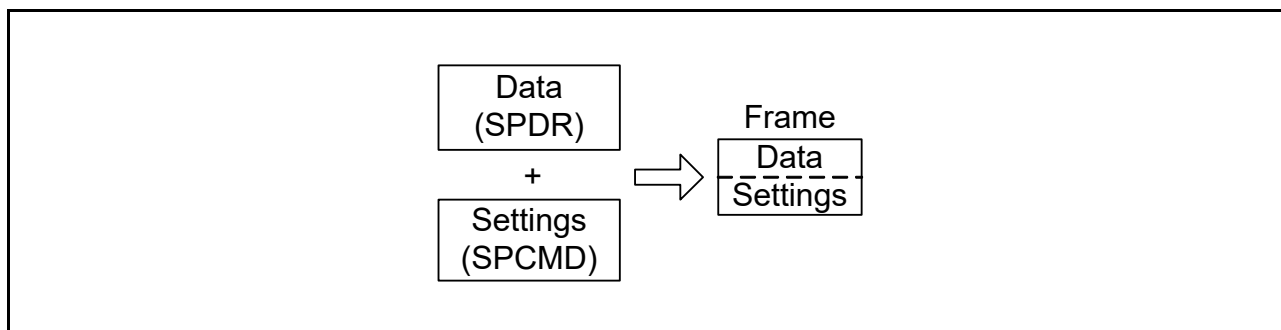 Data
(SPDR)
+
Settings
(SPCMD)
Frame
Data
Settings